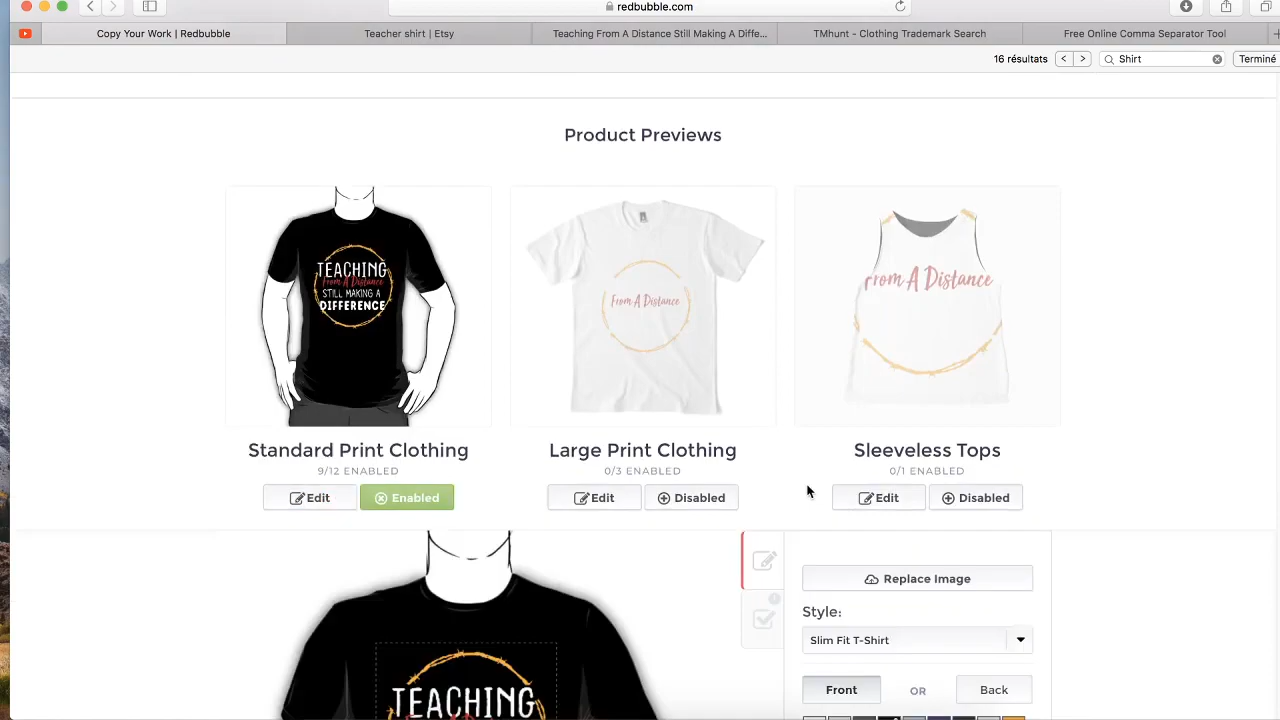 redbubble.com
Copy Your Work | Redbubble
Teacher shirt | Etsy
Teaching From A Distance Still Making A Diffe...
TMhunt - Clothing Trademark Search
Free Online Comma Separator Tool
16 résultats
Shirt
Terminé
Product Previews
TEACHING
From A Distance
STILL MAKING A
DIFFERENCE
From A Distance
From A Distance
Standard Print Clothing
Large Print Clothing
Sleeveless Tops
9/12 ENABLED
0/3 ENABLED
0/1 ENABLED
Edit
Enabled
Edit
Disabled
Edit
Disabled
Replace Image
Style:
Slim Fit T-Shirt
Front
OR
Back
TEACHING